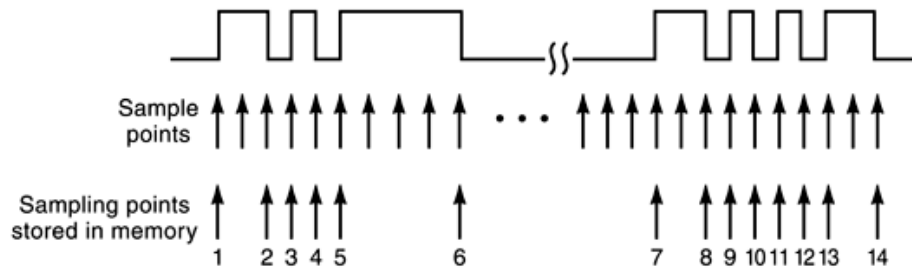 Sample
points
• • •
Sampling points
stored in memory
1 2 3 4 5 6 7 8 9 10 11 12 13 14